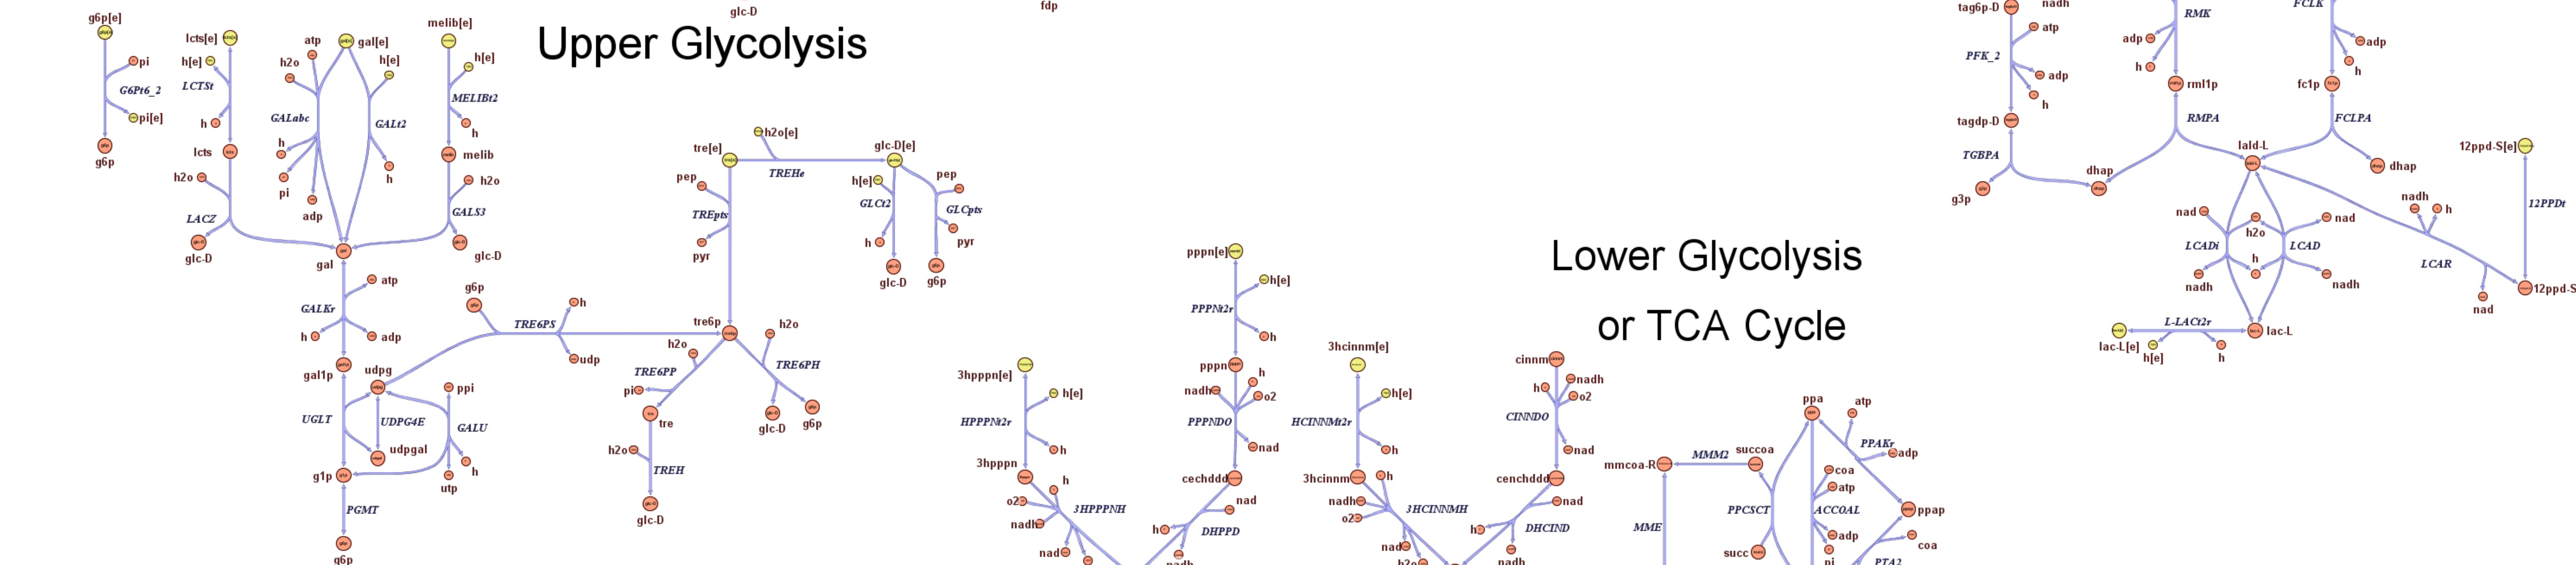 glc-D
fdp
Upper Glycolysis
g6p[e]
pi
G6Pt6_2
pi[e]
g6p
lcts[e]
h[e]
LCTSt
h
lcts
h2o
LACZ
glc-D
atp
gal[e]
h2o
h[e]
GALabc
GALt2
h
pi
adp
h
gal
melib[e]
h[e]
MELIBt2
h
melib
h2o
GALS3
glc-D
atp
GALKr
h
adp
gal1p
udpg
ppi
UGLT
UDPG4E
GALU
udpgal
g1p
utp
h
PGMT
g6p
g6p
TRE6PS
h
udp
tre[e]
h2o[e]
TREHe
glc-D[e]
pep
TREpts
pyr
h[e]
pep
GLCt2
GLCpts
h
pyr
glc-D
g6p
tre6p
h2o
h2o
TRE6PP
TRE6PH
pi
tre
glc-D
g6p
h2o
TREH
glc-D
Lower Glycolysis
or TCA Cycle
pppn[e]
h[e]
PPPNt2r
h
pppn
h
nadh
o2
PPPNDO
nad
cechddd
nad
h
DHPPD
nadh
3hpppn[e]
h[e]
HPPPNt2r
h
3hpppn
h
o2
nadh
3HPPPNH
nad
3hcinnm[e]
h[e]
HCINNMt2r
h
3hcinnm
h
nadh
o2
3HCINNMH
nad
h2o
cinnm
nadh
h
o2
CINNDO
nad
cenchddd
nad
h
DHCIND
nadh
mmcoa-R
MMM2
succoa
MME
PPCSCT
succ
ppa
atp
PPAKr
adp
coa
atp
ACCOAL
ppap
adp
pi
coa
PTA2
tag6p-D
nadh
atp
PFK_2
adp
h
tagdp-D
TGBPA
g3p
dhap
RMK
adp
h
rml1p
RMPA
FCLK
adp
h
fc1p
FCLPA
lald-L
dhap
nad
h2o
nad
LCADi
LCAD
h
nadh
nadh
nadh
h
LCAR
nad
12ppd-S[e]
12PPDt
12ppd-S
L-LACt2r
lac-L[e]
h[e]
h
lac-L